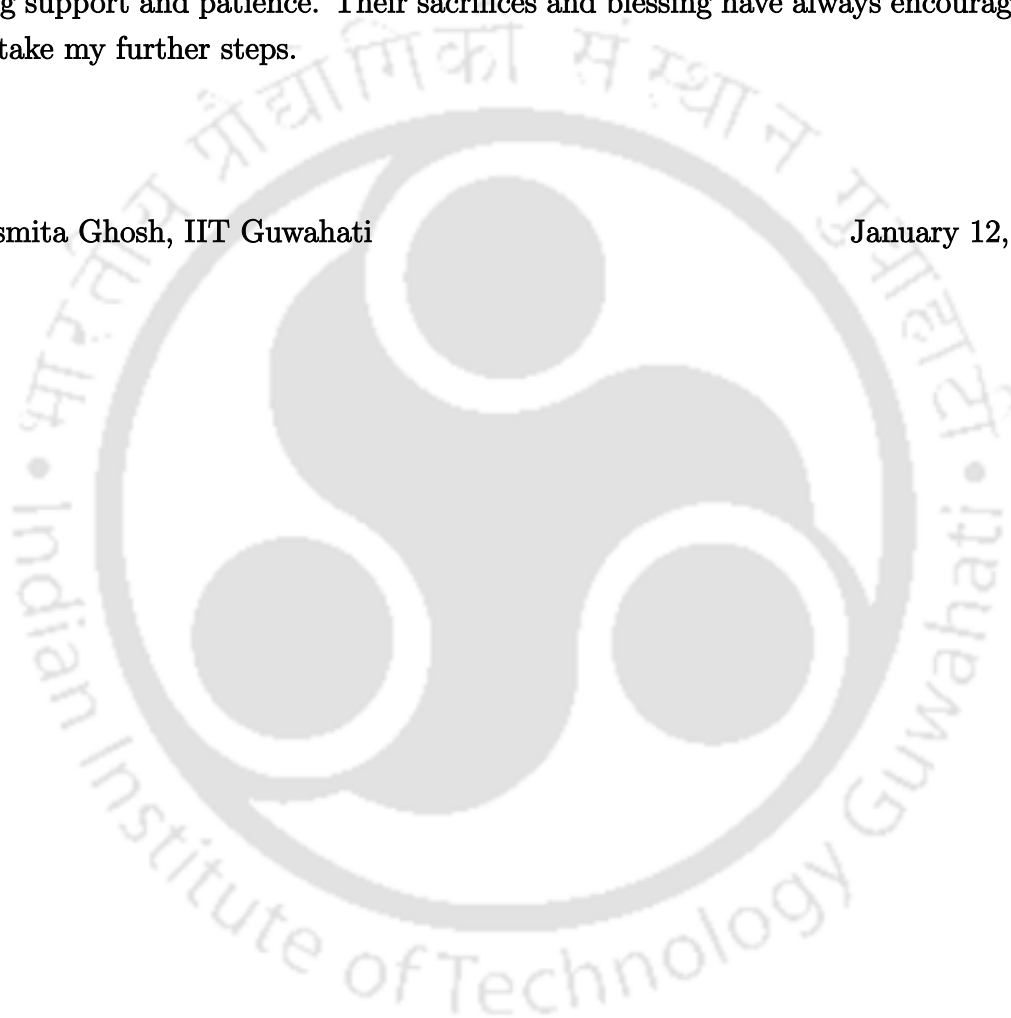 g support and patience. Their sacrifices and blessing have always encourag
take my further steps.
भारतीय प्रौद्योगिकी संस्थान गुवाहाटी
smita Ghosh, IIT Guwahati January 12,
• Indian Institute of Technology Guwahati •